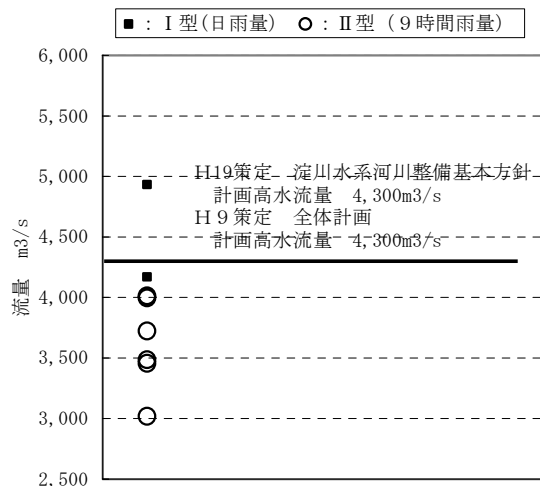 ■ : Ⅰ型(日雨量) ○ : Ⅱ型 (９時間雨量)
6,000
5,500
5,000
4,500
4,000
3,500
3,000
2,500
流量 m3/s
H19策定 淀川水系河川整備基本方針
計画高水流量 4,300m3/s
Ｈ９策定 全体計画
計画高水流量 4,300m3/s